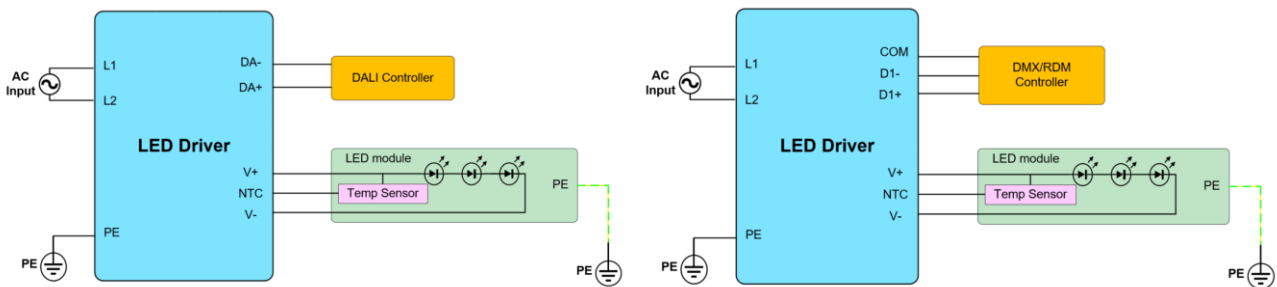 L1
AC
Input
L2
LED Driver
DA-
DA+
DALI Controller
V+
NTC
V-
LED module
Temp Sensor
PE
PE
PE
PE
L1
AC
Input
L2
LED Driver
COM
D1-
D1+
DMX/RDM
Controller
V+
NTC
V-
LED module
Temp Sensor
PE
PE
PE
PE